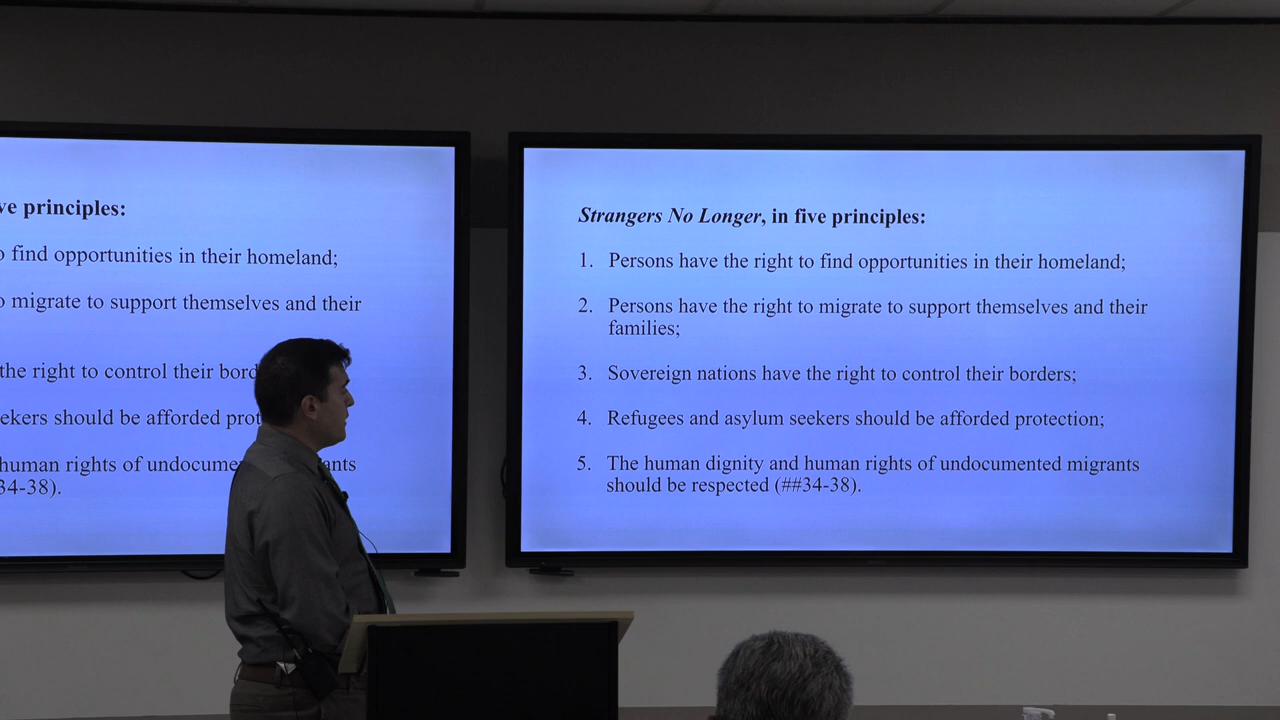 ve principles:
o find opportunities in their homeland;
o migrate to support themselves and their
the right to control their bord
ekers should be afforded prot
human rights of undocume ants
34-38).
Strangers No Longer, in five principles:
1. Persons have the right to find opportunities in their homeland;
2. Persons have the right to migrate to support themselves and their
families;
3. Sovereign nations have the right to control their borders;
4. Refugees and asylum seekers should be afforded protection;
5. The human dignity and human rights of undocumented migrants
should be respected (##34-38).